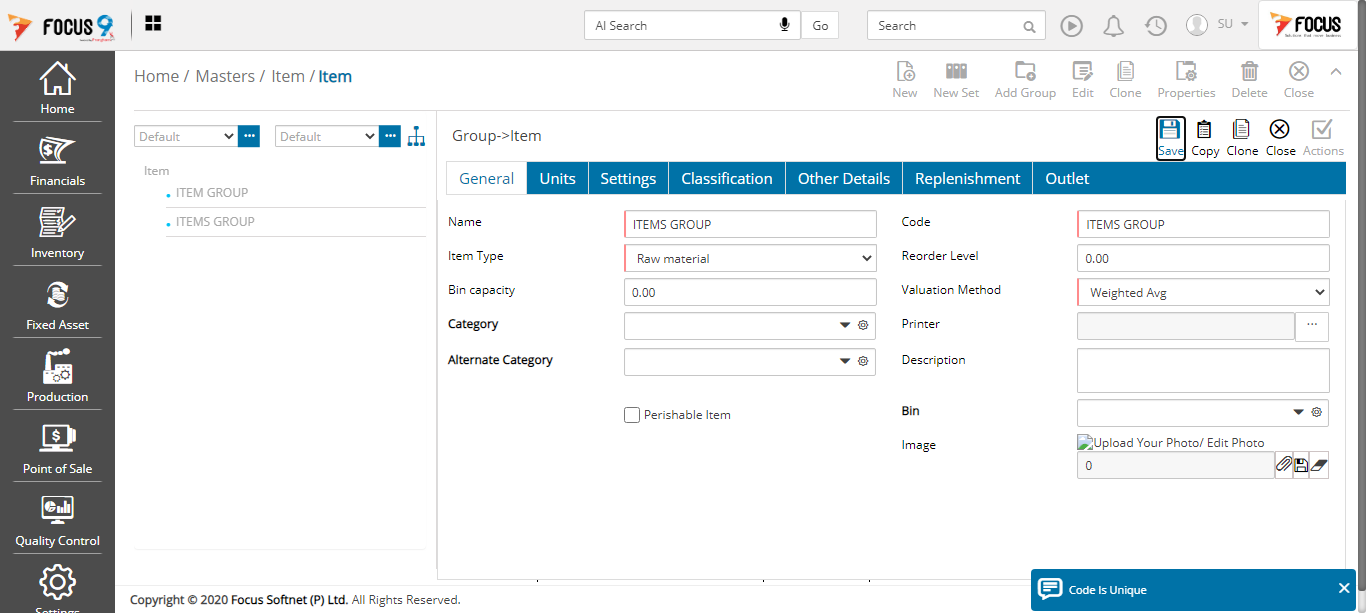 FOCUS 9
AI Search
Go
Search
SU
FOCUS
Home
Financials
Inventory
Fixed Asset
Production
Point of Sale
Quality Control
Settings
Home / Masters / Item / Item
New
New Set
Add Group
Edit
Clone
Properties
Delete
Close
Default
...
Default
...
Item
ITEM GROUP
ITEMS GROUP
Group->Item
Save
Copy
Clone
Close
Actions
General
Units
Settings
Classification
Other Details
Replenishment
Outlet
Name
ITEMS GROUP
Code
ITEMS GROUP
Item Type
Raw material
Reorder Level
0.00
Bin capacity
0.00
Valuation Method
Weighted Avg
Category
Printer
...
Alternate Category
Description
Perishable Item
Bin
Image
Upload Your Photo/ Edit Photo
0
Copyright © 2020 Focus Softnet (P) Ltd. All Rights Reserved.
Code Is Unique